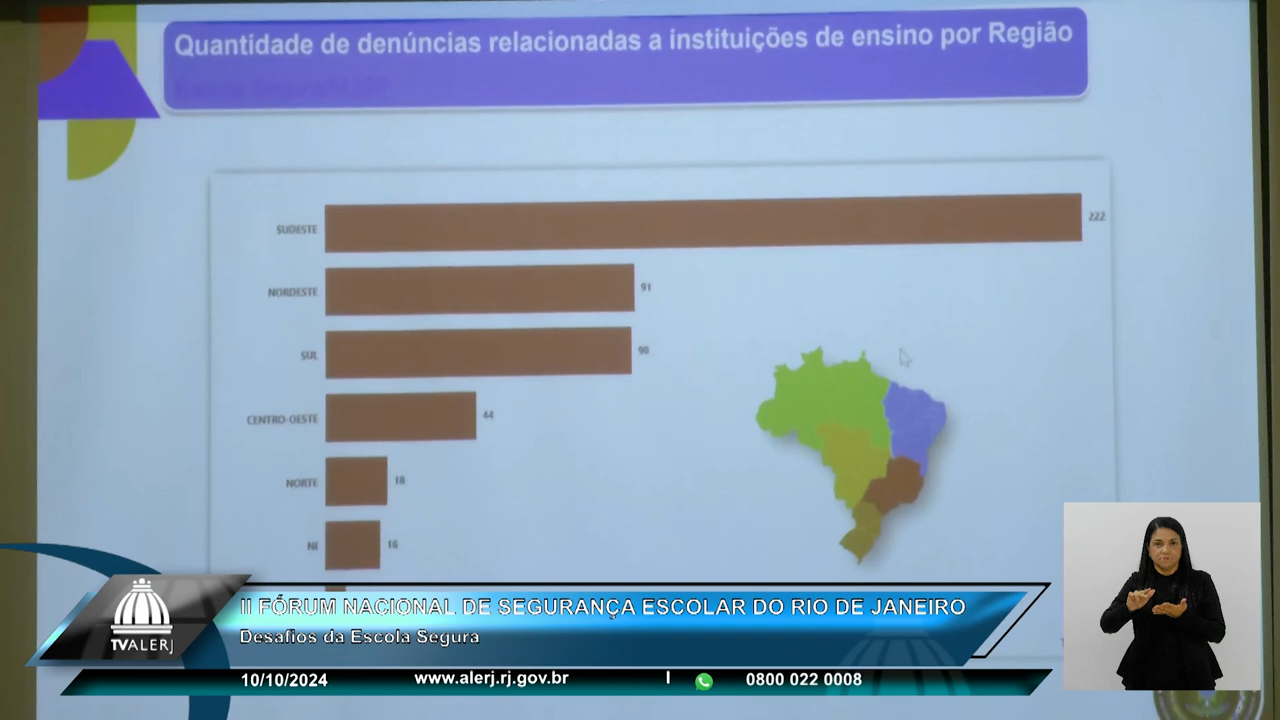 Quantidade de denúncias relacionadas a instituições de ensino por Região
SUDESTE 222
NORDESTE 91
SUL 90
CENTRO-OESTE 44
NORTE 18
NI 16
II FÓRUM NACIONAL DE SEGURANÇA ESCOLAR DO RIO DE JANEIRO
Desafios da Escola Segura
TVALERJ
10/10/2024 www.alerj.rj.gov.br | 0800 022 0008